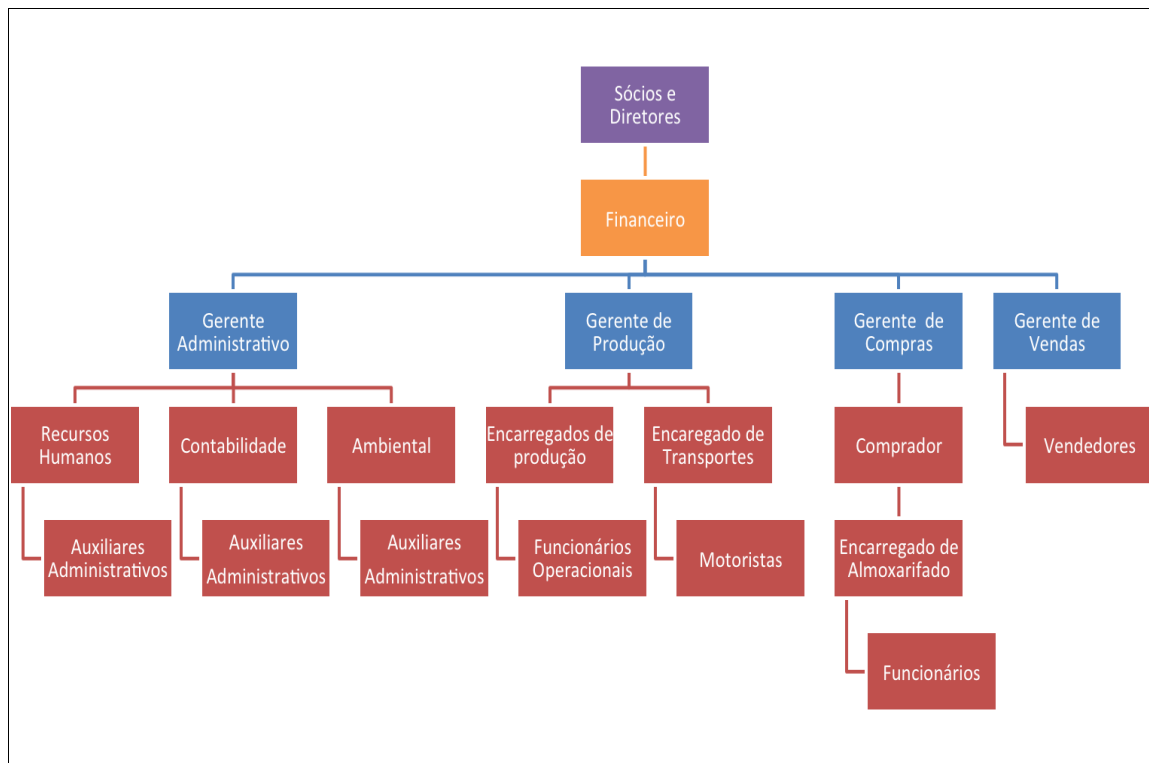 Sócios e
Diretores
Financeiro
Gerente
Administrativo
Gerente de
Produção
Gerente de
Compras
Gerente de
Vendas
Recursos
Humanos
Contabilidade
Ambiental
Encarregados de
produção
Encaregado de
Transportes
Comprador
Vendedores
Auxiliares
Administrativos
Auxiliares
Administrativos
Auxiliares
Administrativos
Funcionários
Operacionais
Motoristas
Encarregado de
Almoxarifado
Funcionários